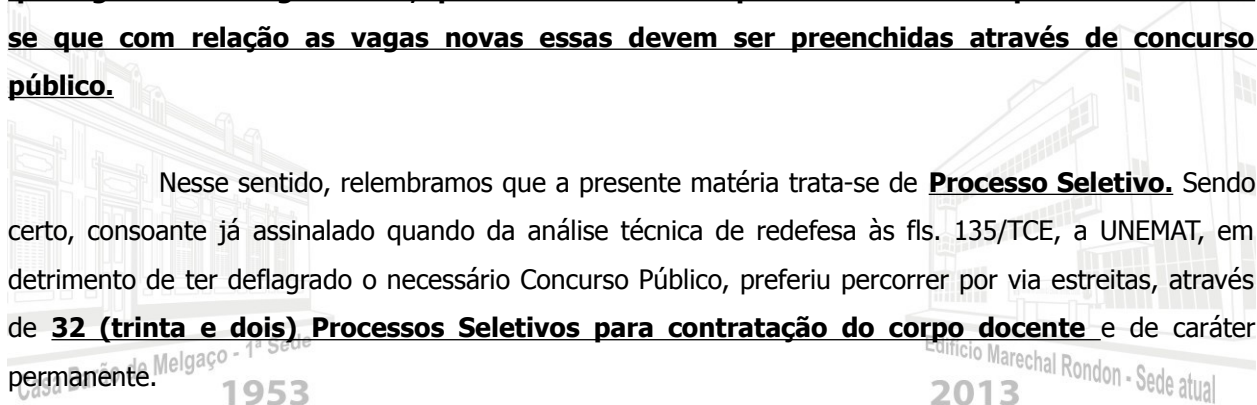 se que com relação as vagas novas essas devem ser preenchidas através de concurso
público.
Nesse sentido, relembramos que a presente matéria trata-se de Processo Seletivo. Sendo
certo, consoante já assinalado quando da análise técnica de redefesa às fls. 135/TCE, a UNEMAT, em
detrimento de ter deflagrado o necessário Concurso Público, preferiu percorrer por via estreitas, através
de 32 (trinta e dois) Processos Seletivos para contratação do corpo docente e de caráter
permanente.
Casa Barão de Melgaço - 1ª Sede
1953
Edifício Marechal Rondon - Sede atual
2013